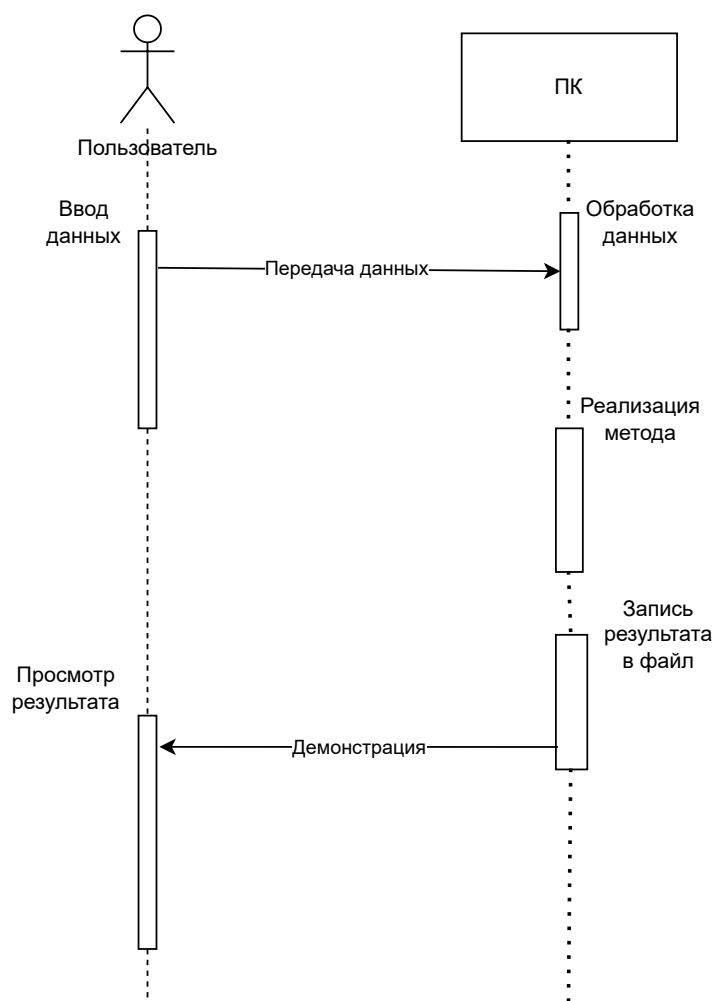 ПК
Пользователь
Ввод
данных
Обработка
данных
Передача данных
Реализация
метода
Запись
результата
в файл
Просмотр
результата
Демонстрация